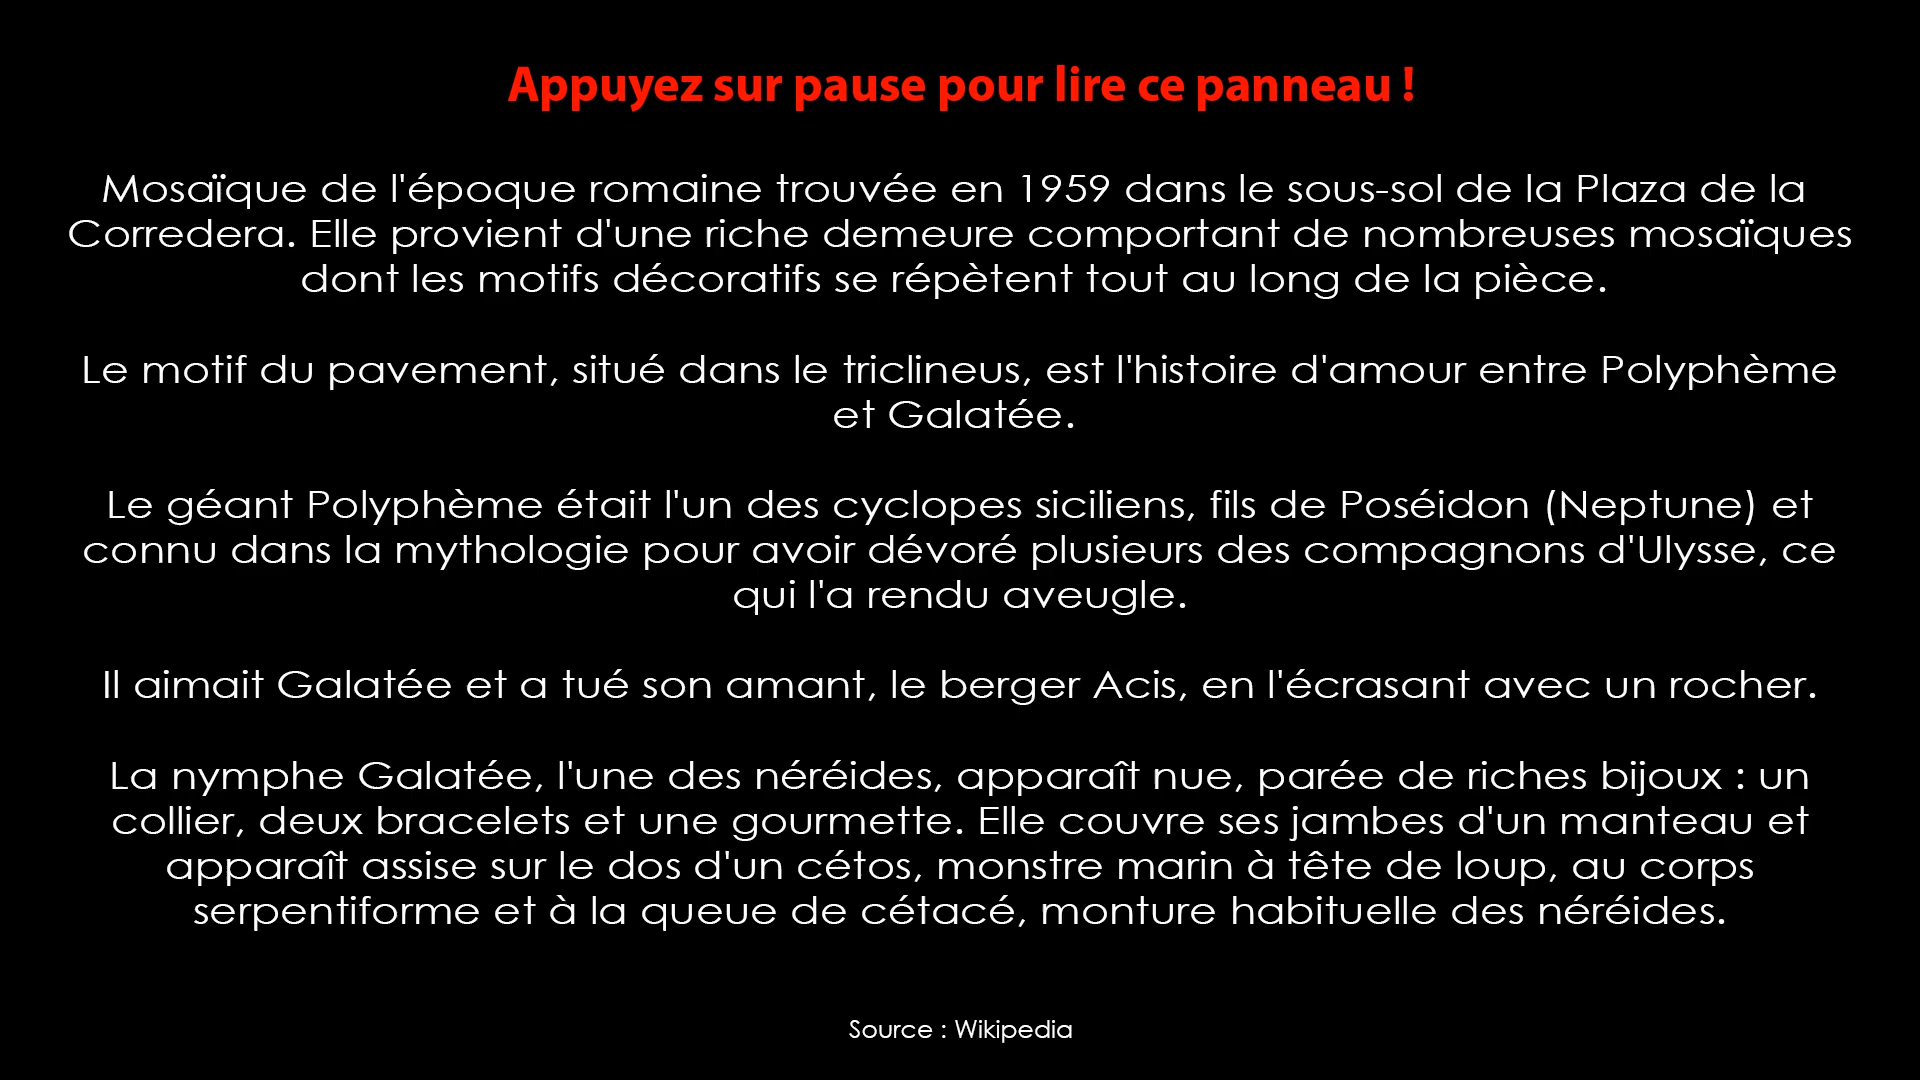 Appuyez sur pause pour lire ce panneau !
Mosaïque de l'époque romaine trouvée en 1959 dans le sous-sol de la Plaza de la
Corredera. Elle provient d'une riche demeure comportant de nombreuses mosaïques
dont les motifs décoratifs se répètent tout au long de la pièce.
Le motif du pavement, situé dans le triclineus, est l'histoire d'amour entre Polyphème
et Galatée.
Le géant Polyphème était l'un des cyclopes siciliens, fils de Poséidon (Neptune) et
connu dans la mythologie pour avoir dévoré plusieurs des compagnons d'Ulysse, ce
qui l'a rendu aveugle.
Il aimait Galatée et a tué son amant, le berger Acis, en l'écrasant avec un rocher.
La nymphe Galatée, l'une des néréides, apparaît nue, parée de riches bijoux : un
collier, deux bracelets et une gourmette. Elle couvre ses jambes d'un manteau et
apparaît assise sur le dos d'un cétos, monstre marin à tête de loup, au corps
serpentiforme et à la queue de cétacé, monture habituelle des néréides.
Source : Wikipedia